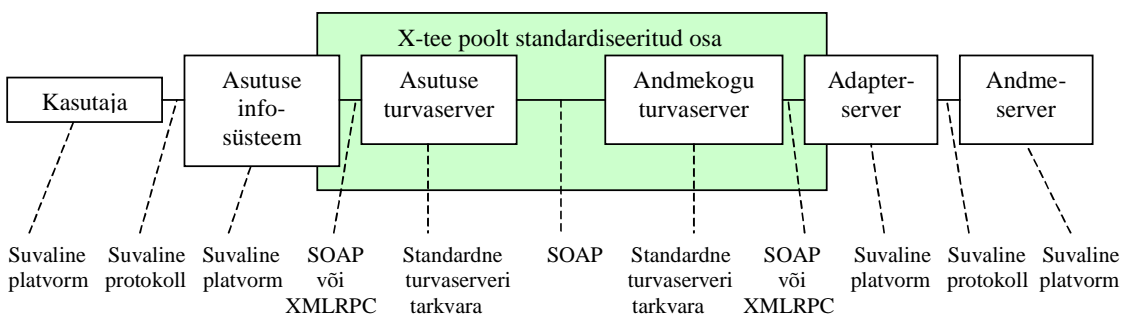 X-tee poolt standardiseeritud osa
Kasutaja
Asutuse
info-
süsteem
Asutuse
turvaserver
Andmekogu
turvaserver
Adapter-
server
Andme-
server
Suvaline
platvorm
Suvaline
protokoll
Suvaline
platvorm
SOAP
või
XMLRPC
Standardne
turvaserveri
tarkvara
SOAP
Standardne
turvaserveri
tarkvara
SOAP
või
XMLRPC
Suvaline
platvorm
Suvaline
protokoll
Suvaline
platvorm